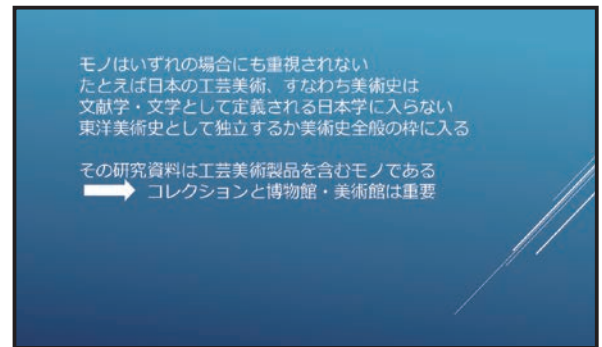 モノはいずれの場合にも重視されない
たとえば日本の工芸美術、すなわち美術史は
文献学・文学として定義される日本学に入らない
東洋美術史として独立するか美術史全般の枠に入る
その研究資料は工芸美術製品を含むモノである
コレクションと博物館・美術館は重要